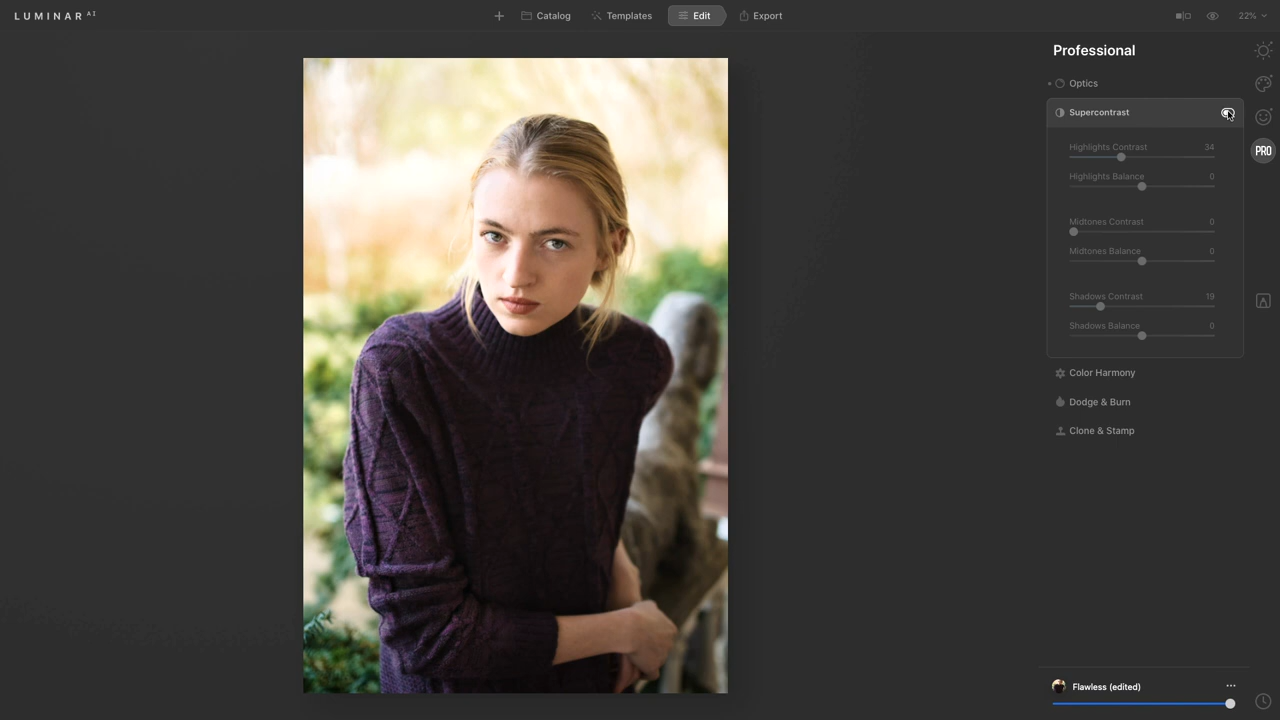 LUMINAR AI
Catalog Templates Edit Export
22%
Professional
Optics
Supercontrast
Highlights Contrast 34
Highlights Balance 0
Midtones Contrast 0
Midtones Balance 0
Shadows Contrast 19
Shadows Balance 0
Color Harmony
Dodge & Burn
Clone & Stamp
PRO
Flawless (edited)